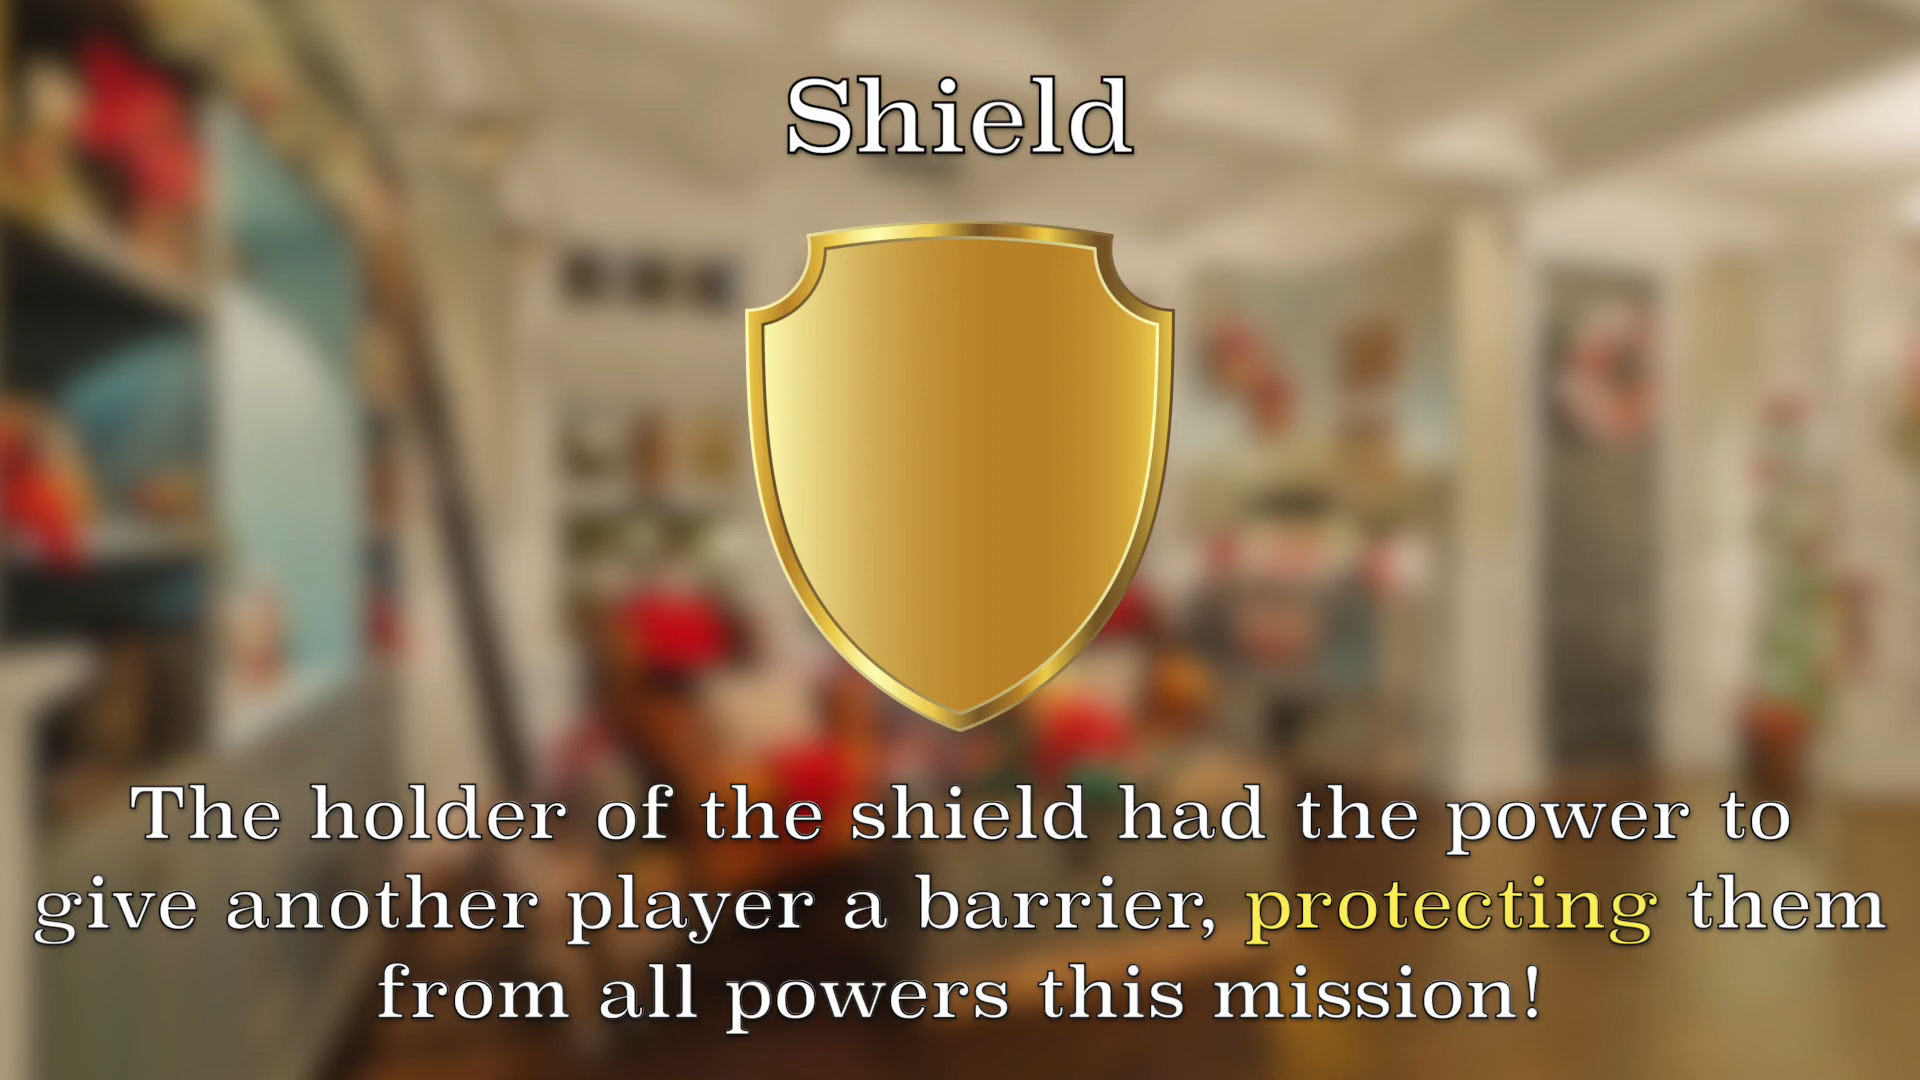 Shield
The holder of the shield had the power to
give another player a barrier, protecting them
from all powers this mission!